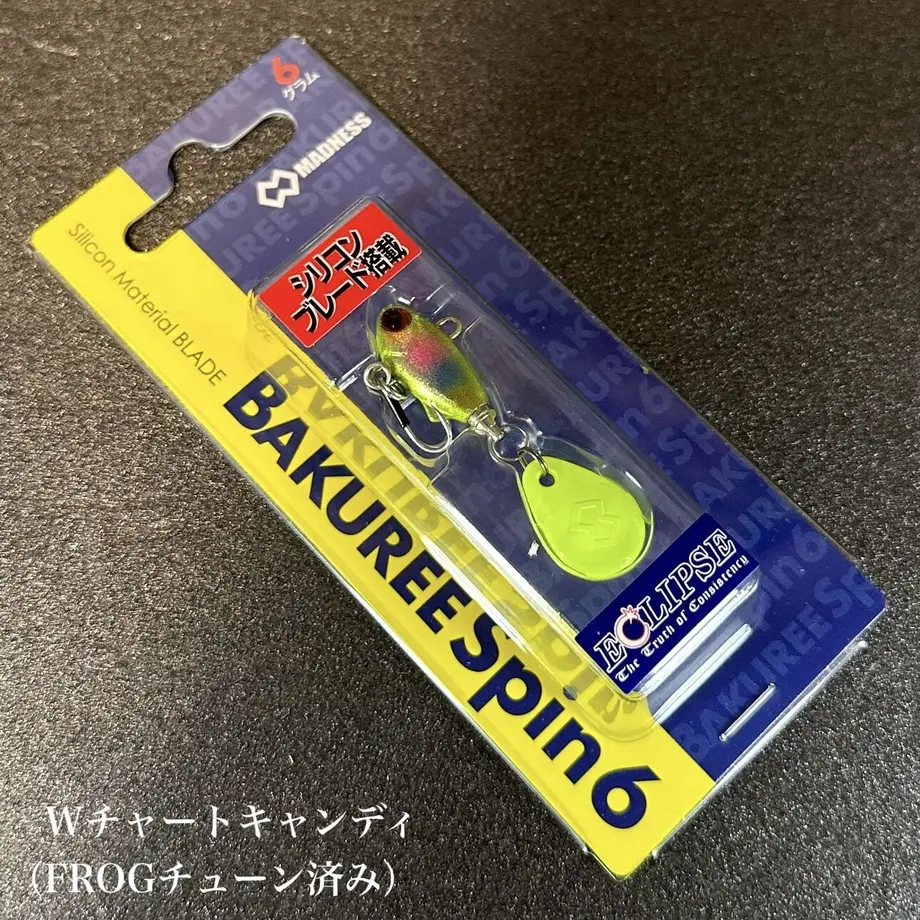 6
グラム
MADNESS
Silicon Material BLADE
シリコン
ブレード搭載
BAKUREE Spin6
ECLIPSE
The Truth of Consistency
BAKUREE Spin6
Wチャートキャンディ
(FROGチューン済み)